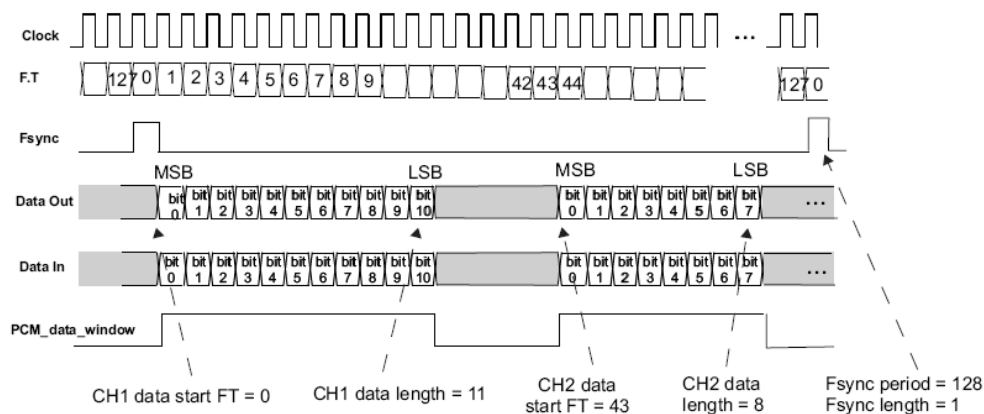 Clock ...
F.T 127 0 1 2 3 4 5 6 7 8 9 42 43 44 127 0
Fsync
MSB LSB MSB LSB
Data Out bit 0 bit 1 bit 2 bit 3 bit 4 bit 5 bit 6 bit 7 bit 8 bit 9 bit 10 bit 0 bit 1 bit 2 bit 3 bit 4 bit 5 bit 6 bit 7 ...
Data In bit 0 bit 1 bit 2 bit 3 bit 4 bit 5 bit 6 bit 7 bit 8 bit 9 bit 10 bit 0 bit 1 bit 2 bit 3 bit 4 bit 5 bit 6 bit 7 ...
PCM_data_window
CH1 data start FT = 0
CH1 data length = 11
CH2 data
start FT = 43
CH2 data
length = 8
Fsync period = 128
Fsync length = 1